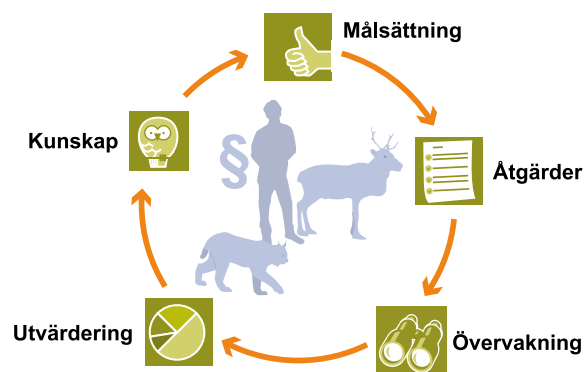 Målsättning
Kunskap
§
Åtgärder
Utvärdering
Övervakning